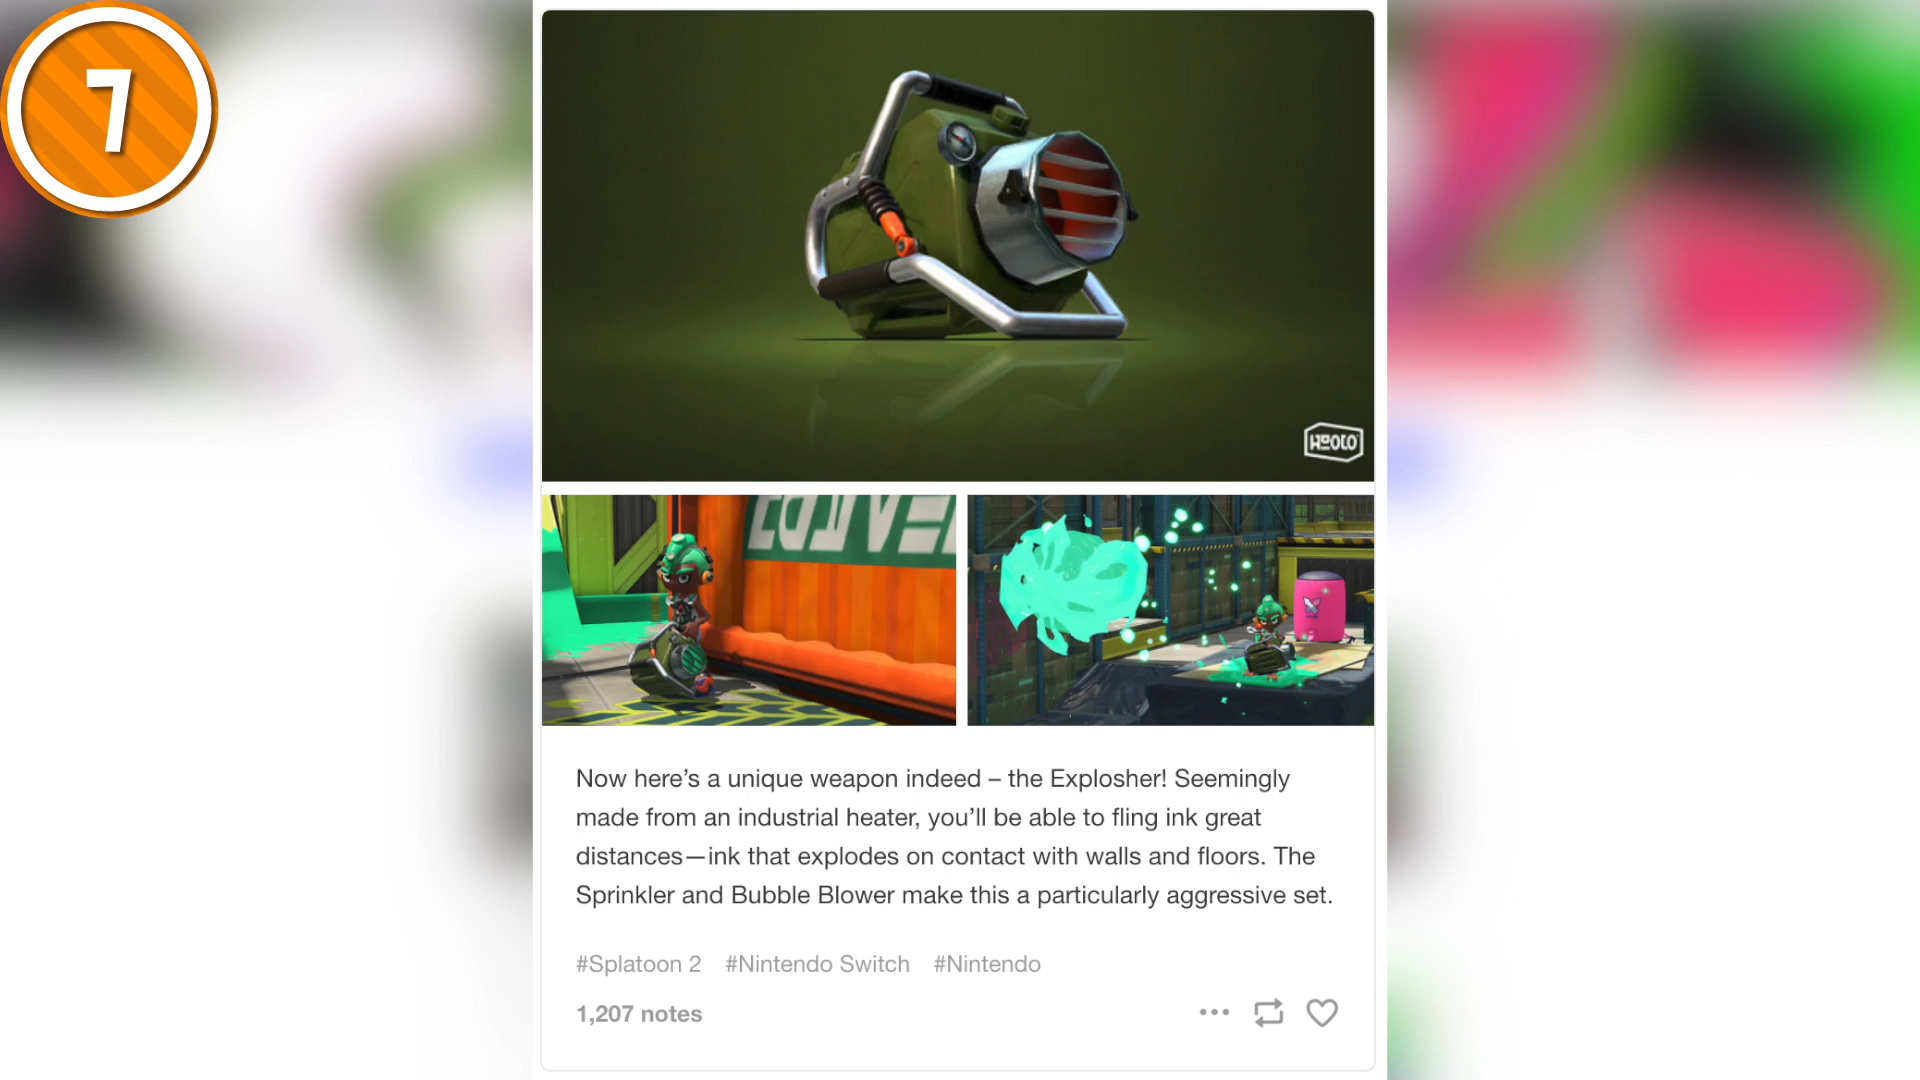 7
Now here’s a unique weapon indeed – the Explosher! Seemingly
made from an industrial heater, you’ll be able to fling ink great
distances—ink that explodes on contact with walls and floors. The
Sprinkler and Bubble Blower make this a particularly aggressive set.
#Splatoon 2 #Nintendo Switch #Nintendo
1,207 notes